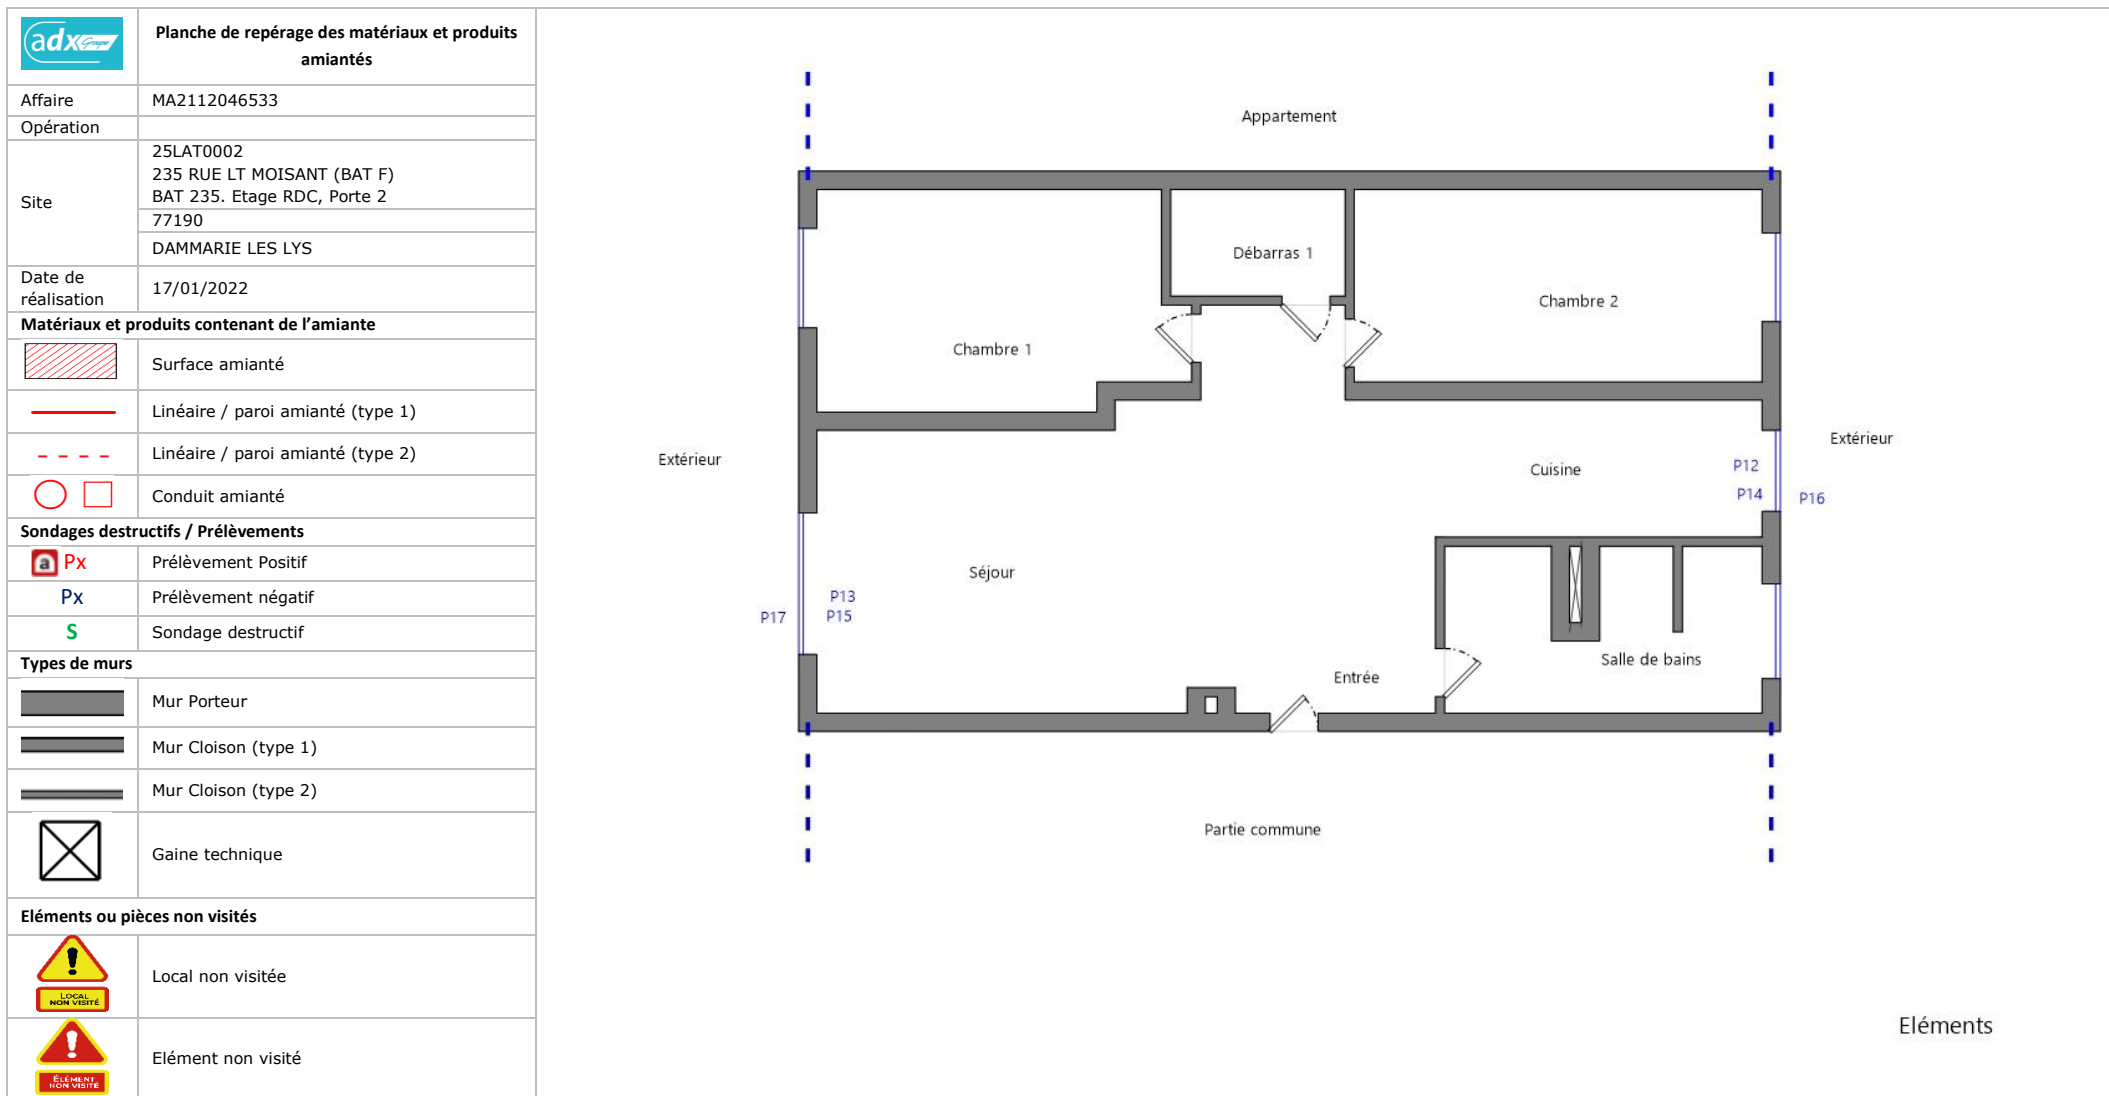 adx Groupe
Planche de repérage des matériaux et produits
amiantés
Affaire
MA2112046533
Opération
Site
25LAT0002
235 RUE LT MOISANT (BAT F)
BAT 235. Etage RDC, Porte 2
77190
DAMMARIE LES LYS
Date de
réalisation
17/01/2022
Matériaux et produits contenant de l’amiante
Surface amianté
Linéaire / paroi amianté (type 1)
Linéaire / paroi amianté (type 2)
Conduit amianté
Sondages destructifs / Prélèvements
a Px
Prélèvement Positif
Px
Prélèvement négatif
S
Sondage destructif
Types de murs
Mur Porteur
Mur Cloison (type 1)
Mur Cloison (type 2)
Gaine technique
Eléments ou pièces non visités
LOCAL
NON VISITÉ
Local non visitée
ÉLÉMENT
NON VISITÉ
Elément non visité
Appartement
Débarras 1
Chambre 2
Chambre 1
Extérieur
Extérieur
Cuisine
P12
P14
P16
Séjour
P13
P15
P17
Salle de bains
Entrée
Partie commune
Eléments